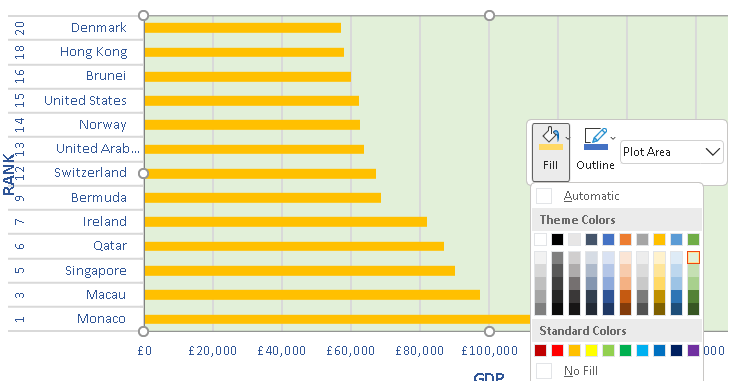 RANK
20 Denmark
18 Hong Kong
16 Brunei
15 United States
14 Norway
13 United Arab...
12 Switzerland
9 Bermuda
7 Ireland
6 Qatar
5 Singapore
3 Macau
1 Monaco
£0 £20,000 £40,000 £60,000 £80,000 £100,000 000
GDP
Fill Outline Plot Area
Automatic
Theme Colors
Standard Colors
No Fill